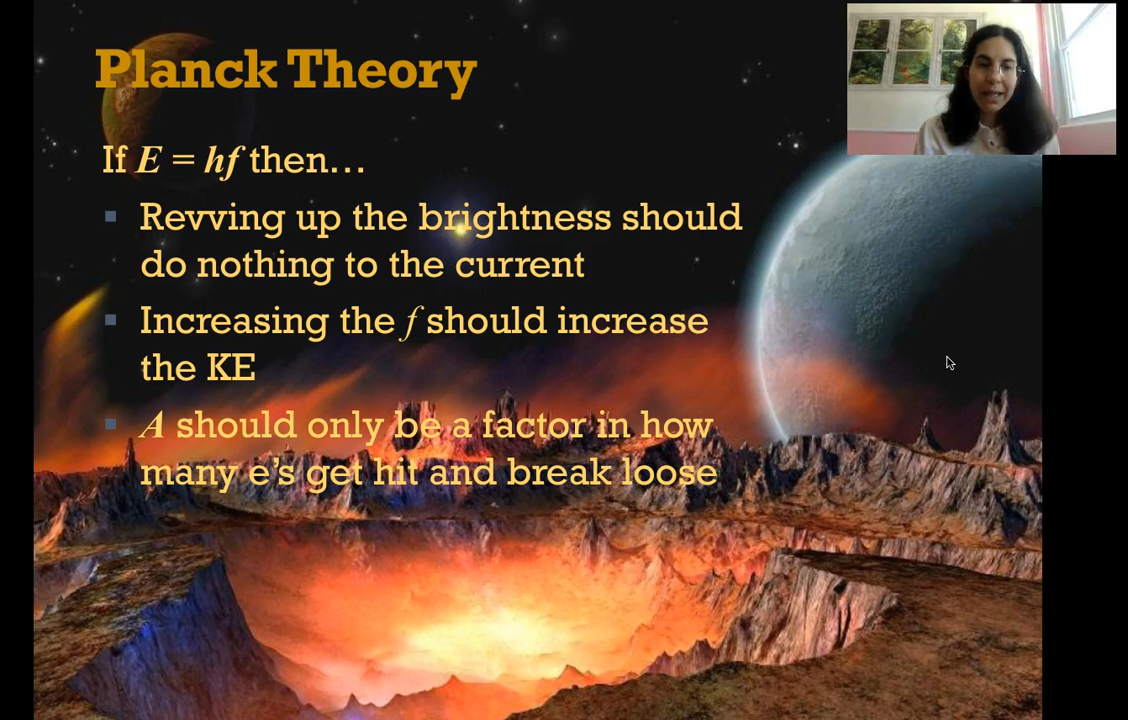 Planck Theory
If E = hf then…
Revving up the brightness should
do nothing to the current
Increasing the f should increase
the KE
A should only be a factor in how
many e’s get hit and break loose